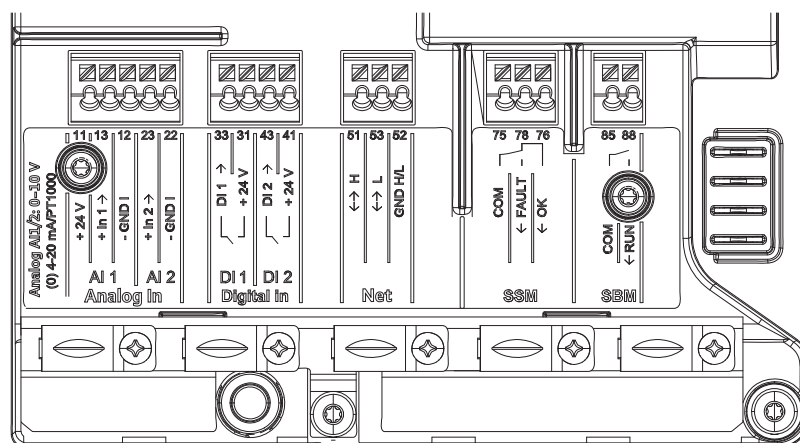 11 13 12 23 22
33 31 43 41
51 53 52
75 78 76
85 88
Analog AI1/2: 0–10 V
(0) 4-20 mA/PT1000
+ 24 V
+ In 1 →
- GND I
+ In 2 →
- GND I
DI 1 →
+ 24 V
DI 2 →
+ 24 V
↔ H
↔ L
GND H/L
COM
← FAULT
← OK
COM
← RUN
AI 1 AI 2
DI 1 DI 2
Analog In
Digital in
Net
SSM
SBM